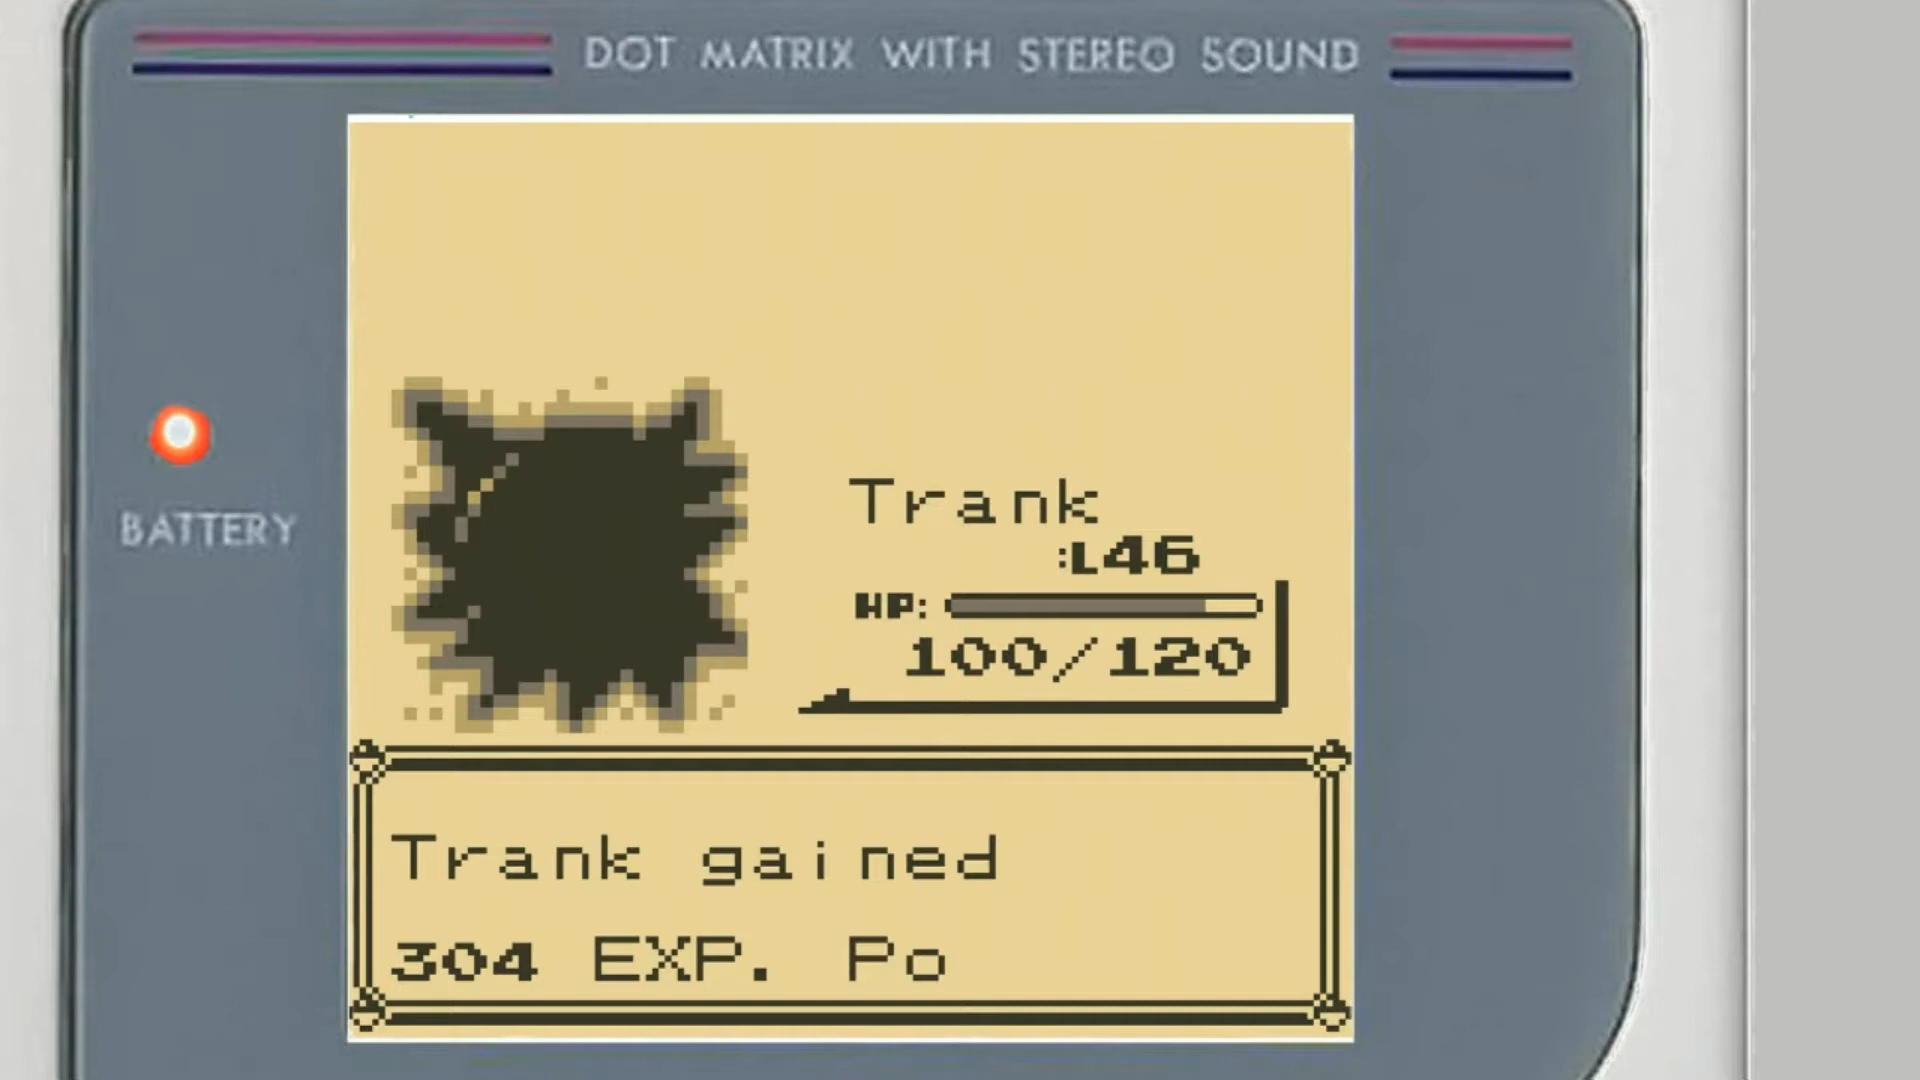 DOT MATRIX WITH STEREO SOUND
BATTERY
Trank
:L46
HP:
100/120
Trank gained
304 EXP. Po